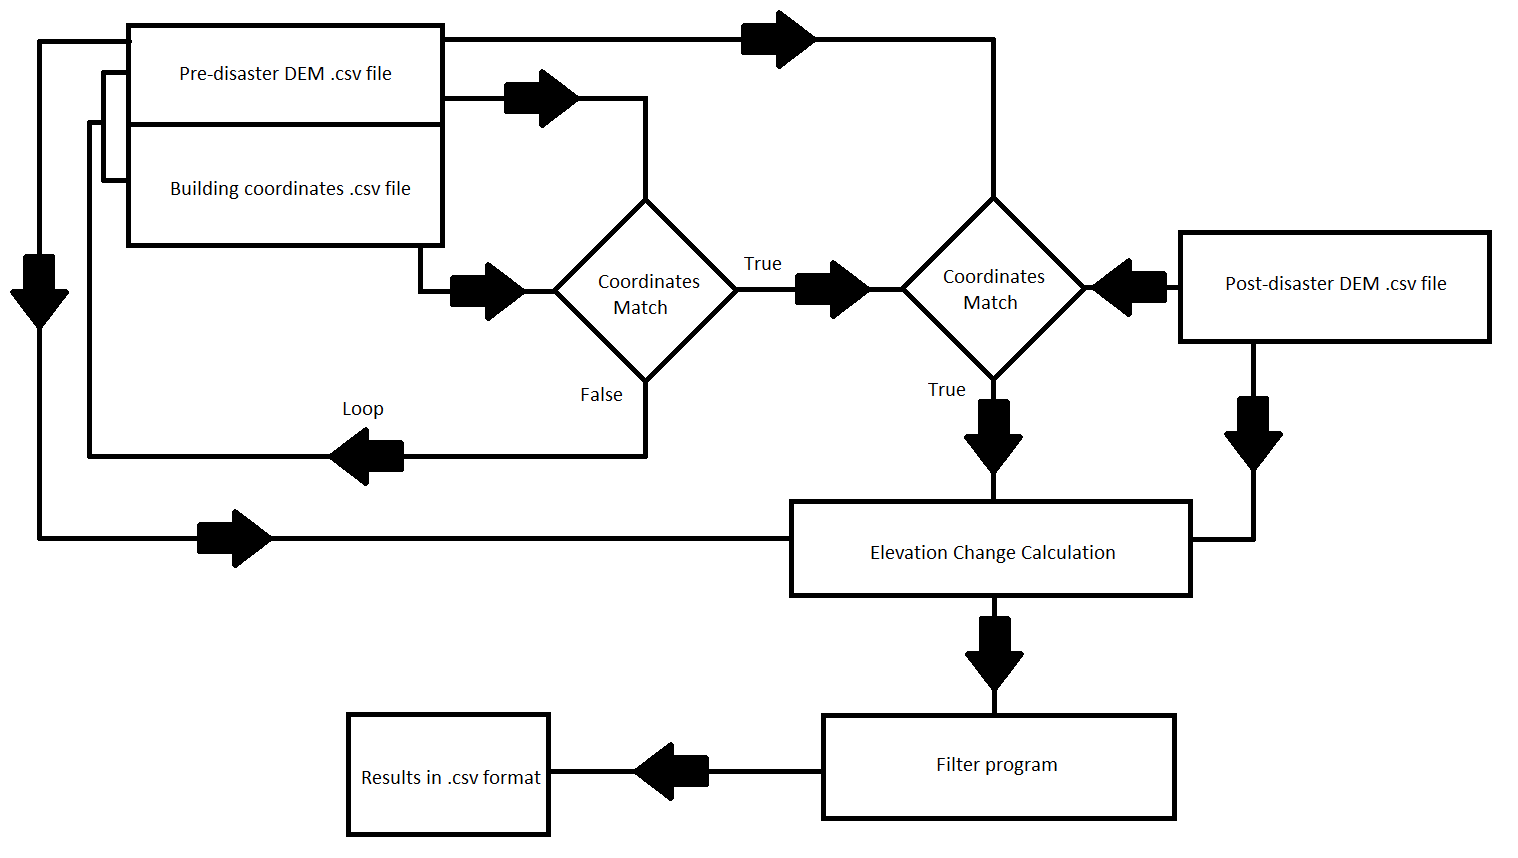 Pre-disaster DEM .csv file
Building coordinates .csv file
Coordinates
Match
True
Coordinates
Match
Post-disaster DEM .csv file
False
Loop
True
Elevation Change Calculation
Filter program
Results in .csv format